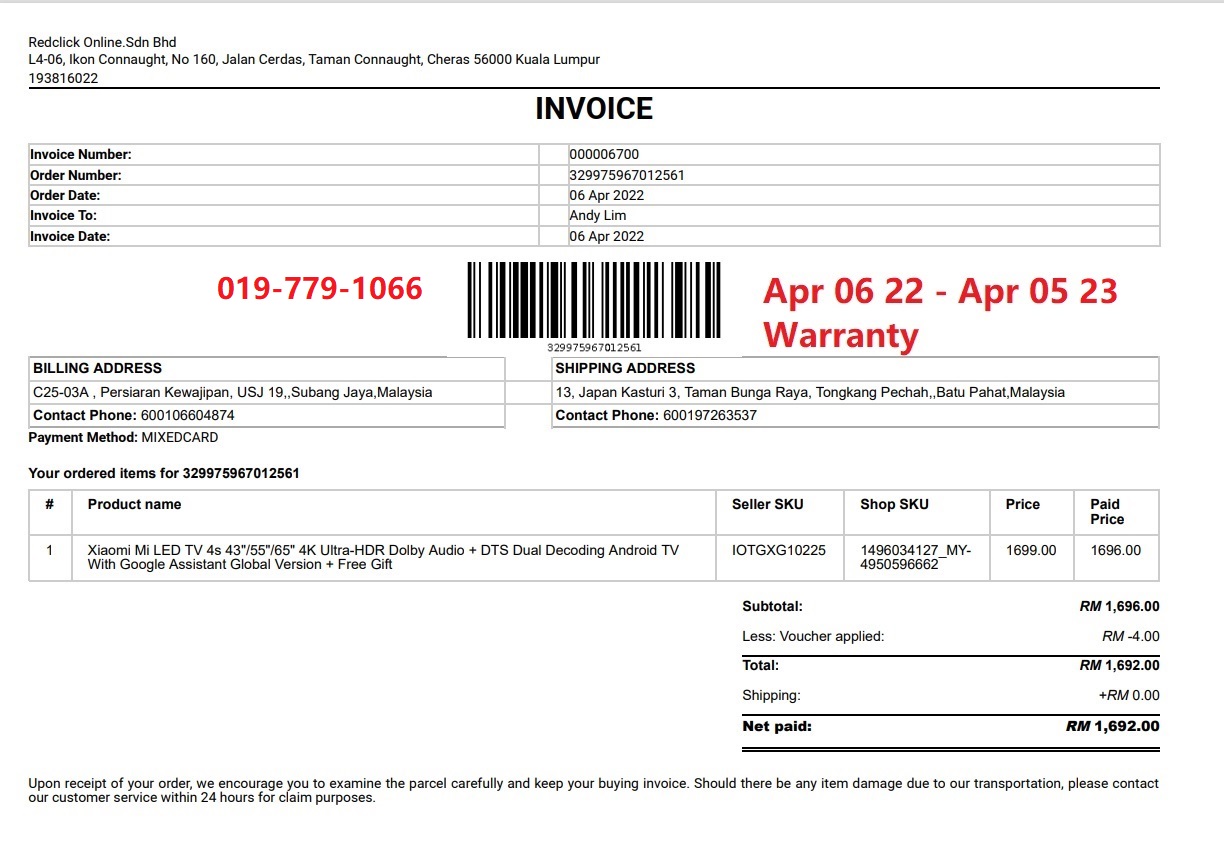 Redclick Online.Sdn Bhd
L4-06, Ikon Connaught, No 160, Jalan Cerdas, Taman Connaught, Cheras 56000 Kuala Lumpur
193816022
INVOICE
Invoice Number: 000006700
Order Number: 329975967012561
Order Date: 06 Apr 2022
Invoice To: Andy Lim
Invoice Date: 06 Apr 2022
019-779-1066
Apr 06 22 - Apr 05 23
Warranty
329975967012561
BILLING ADDRESS
C25-03A , Persiaran Kewajipan, USJ 19,,Subang Jaya,Malaysia
Contact Phone: 600106604874
SHIPPING ADDRESS
13, Japan Kasturi 3, Taman Bunga Raya, Tongkang Pechah,,Batu Pahat,Malaysia
Contact Phone: 600197263537
Payment Method: MIXEDCARD
Your ordered items for 329975967012561
# Product name Seller SKU Shop SKU Price Paid
Price
1 Xiaomi Mi LED TV 4s 43"/55"/65" 4K Ultra-HDR Dolby Audio + DTS Dual Decoding Android TV IOTGXG10225 1496034127_MY- 1699.00 1696.00
With Google Assistant Global Version + Free Gift 4950596662
Subtotal: RM 1,696.00
Less: Voucher applied: RM -4.00
Total: RM 1,692.00
Shipping: +RM 0.00
Net paid: RM 1,692.00
Upon receipt of your order, we encourage you to examine the parcel carefully and keep your buying invoice. Should there be any item damage due to our transportation, please contact
our customer service within 24 hours for claim purposes.